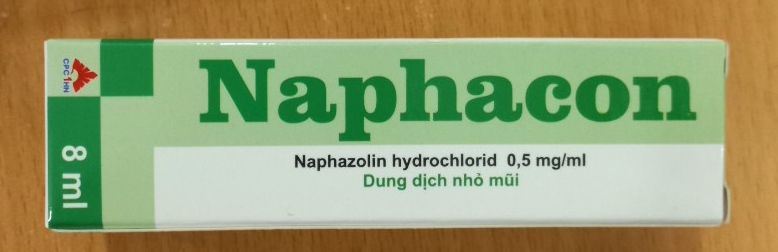 CPC1HN
8 ml
Naphacon
Naphazolin hydrochlorid 0,5 mg/ml
Dung dịch nhỏ mũi